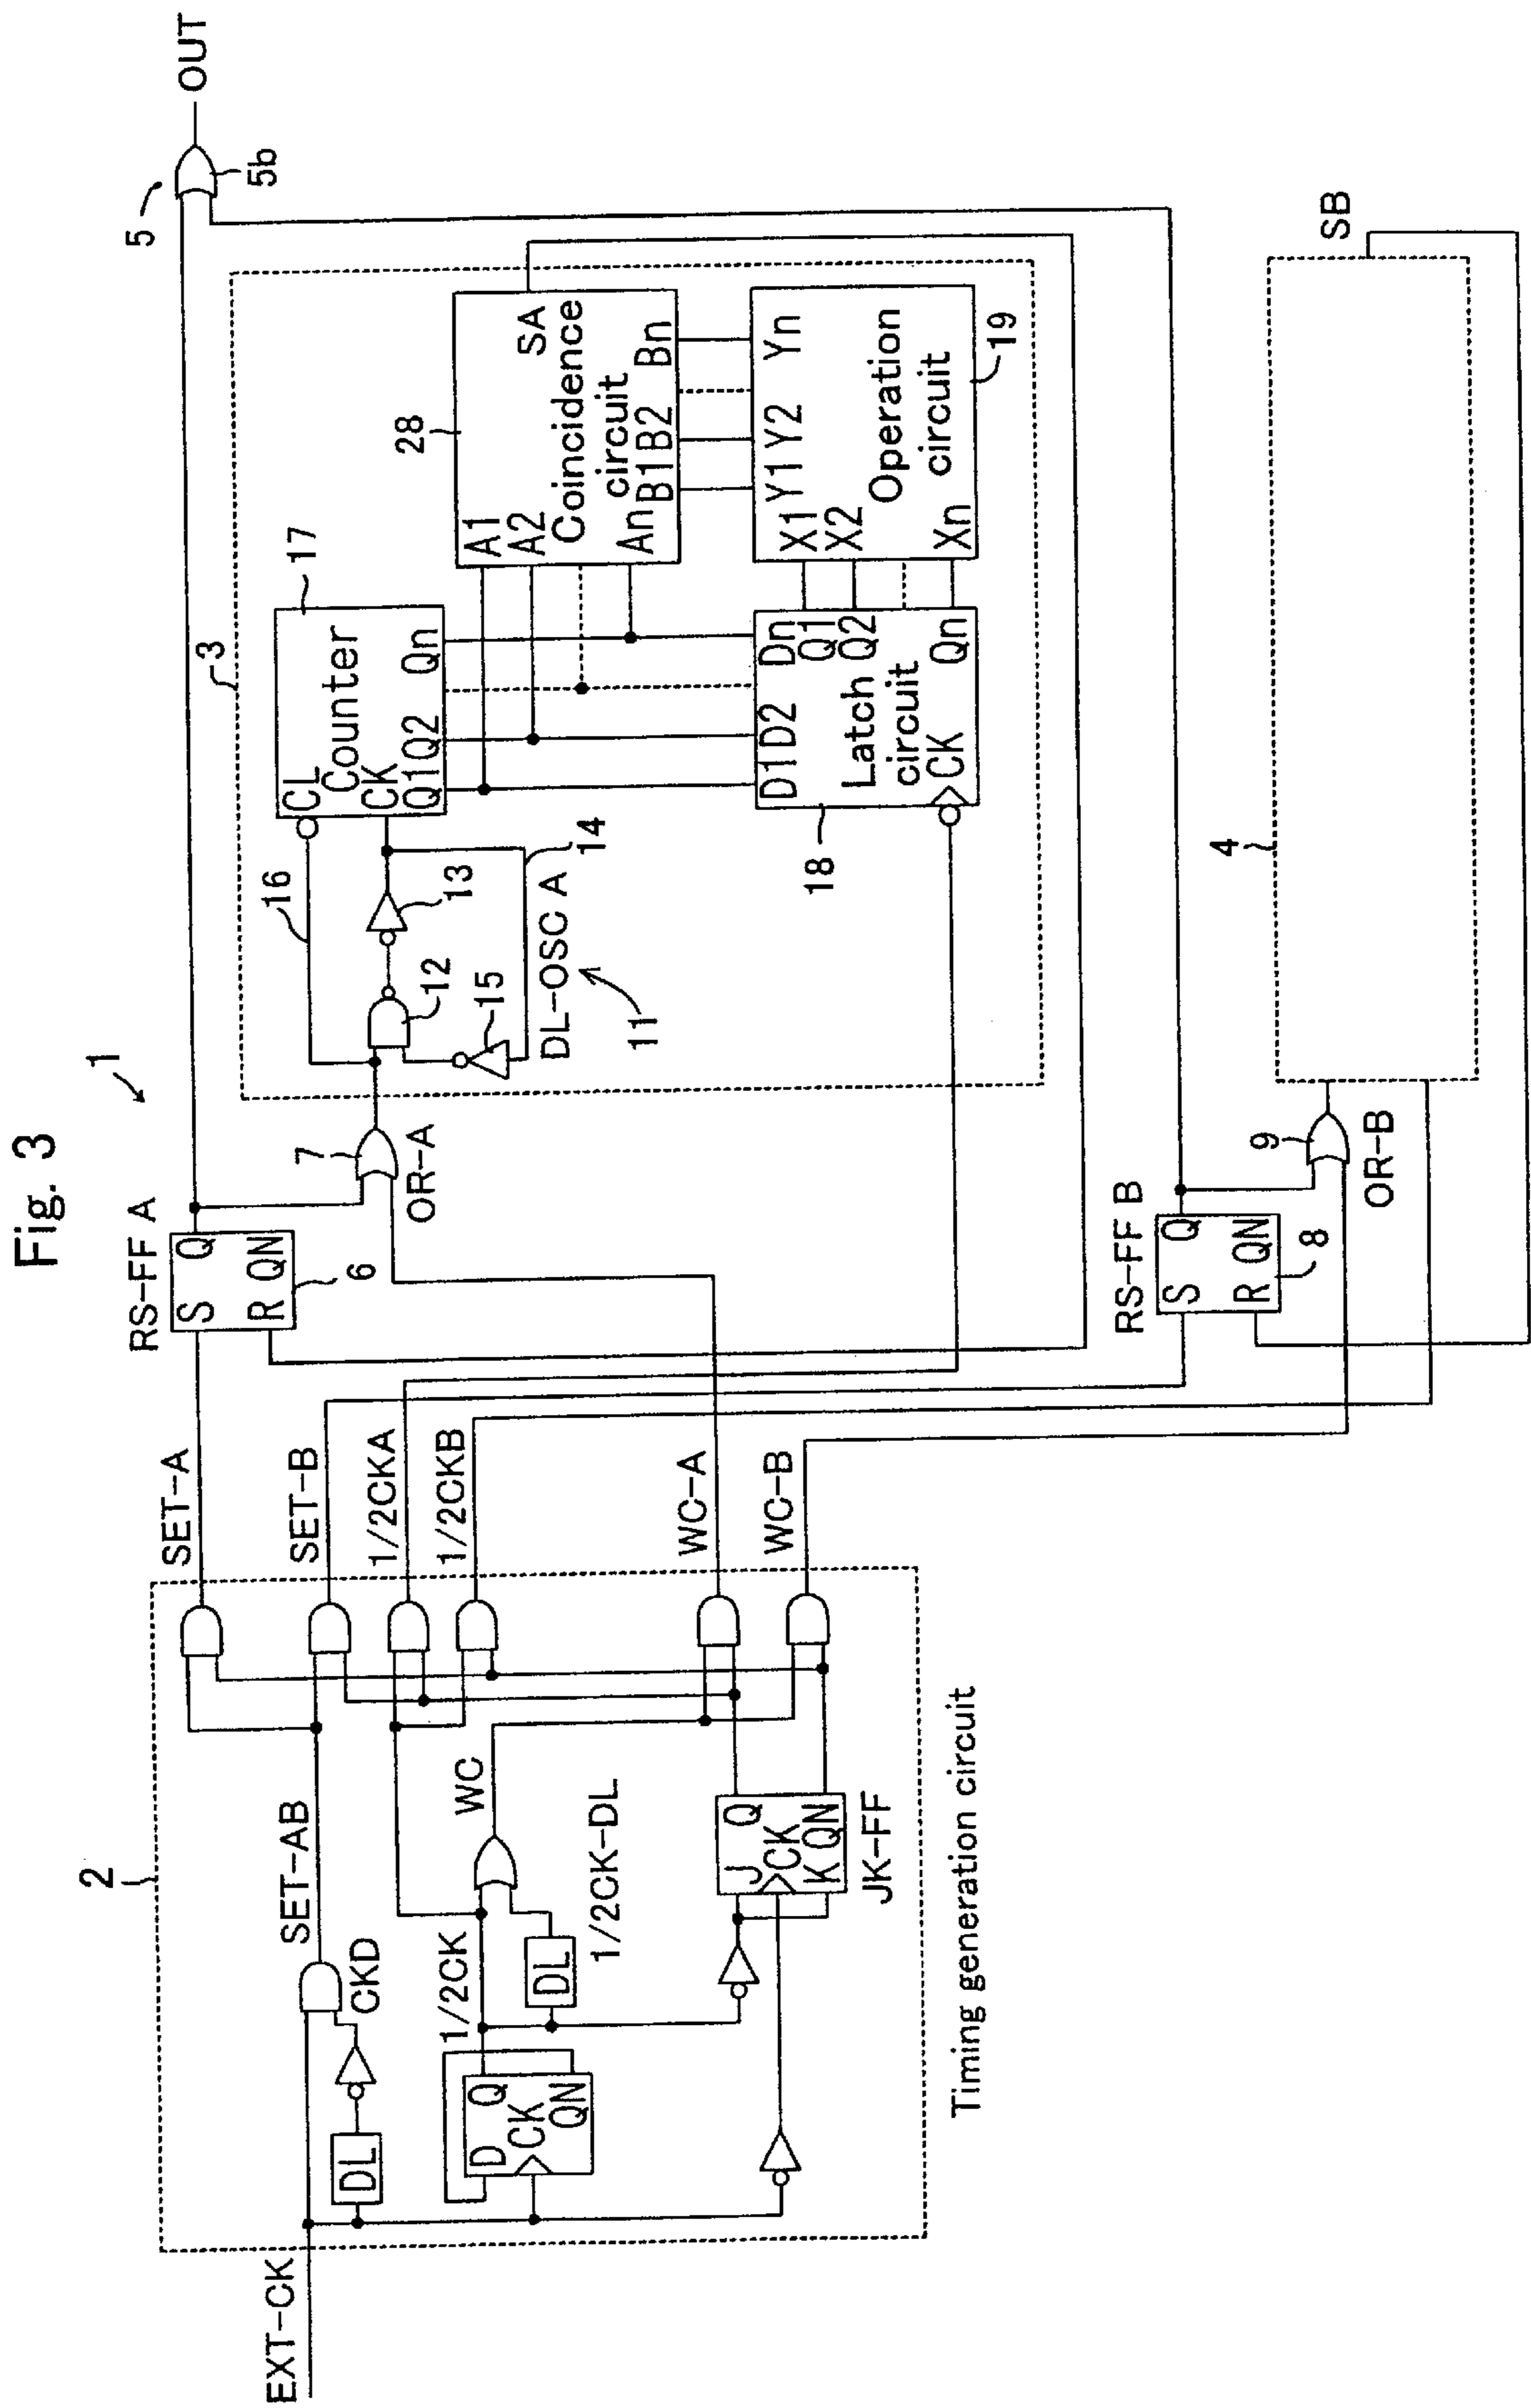 Fig. 3
1
EXT-CK
2
DL
CKD
SET-AB
D Q
CK
QN
1/2CK
DL
1/2CK-DL
WC
J Q
CK
K QN
JK-FF
Timing generation circuit
SET-A
SET-B
1/2CKA
1/2CKB
WC-A
WC-B
RS-FF A
S Q
R QN
6
7
OR-A
3
16
12
13
15
14
DL-OSC A
11
17
CL
Counter
CK
Q1 Q2 Qn
18
D1 D2 Dn
Latch
circuit
CK
Q1
Q2
Qn
28
A1
A2
An
SA
Coincidence
circuit
B1 B2 Bn
Y1 Y2 Yn
X1
X2
Xn
Operation
circuit
19
5
5b
OUT
RS-FF B
S Q
R QN
8
9
OR-B
4
SB